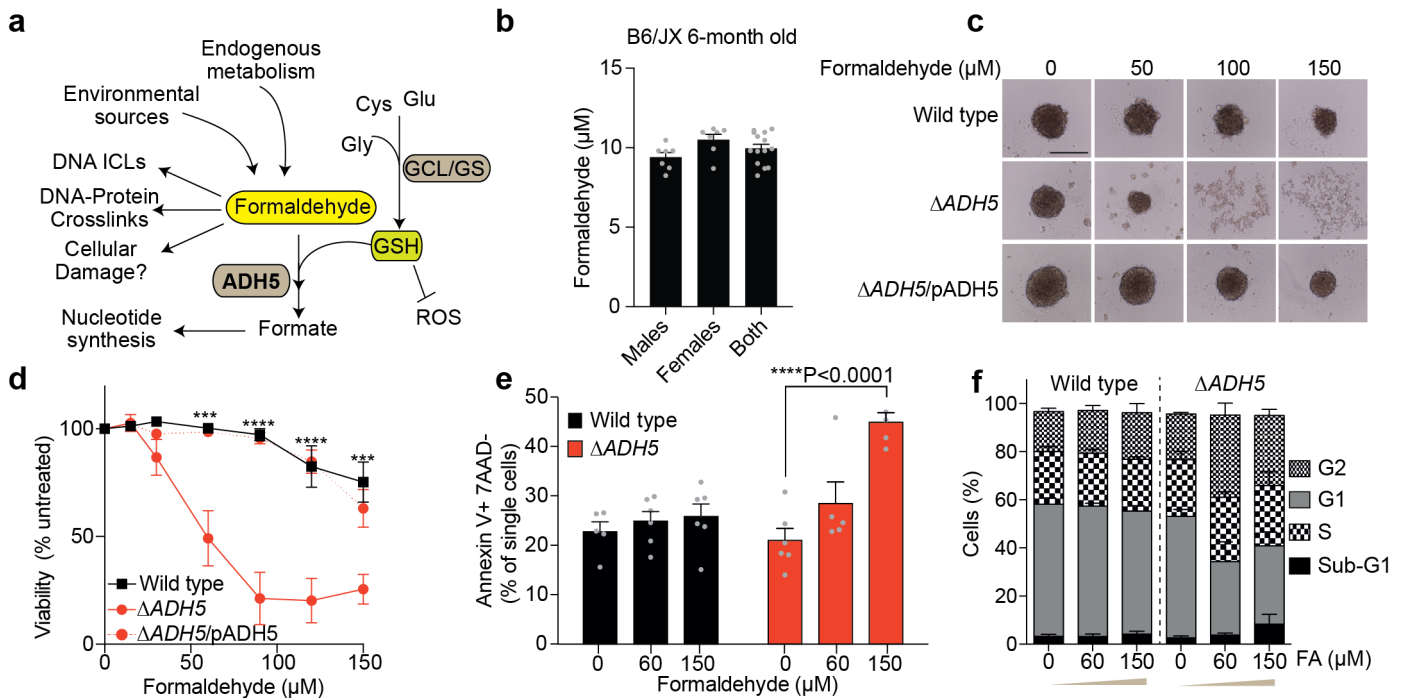 a
Endogenous
metabolism
Environmental
sources
Cys
Glu
Gly
GCL/GS
DNA ICLs
DNA-Protein
Crosslinks
Cellular
Damage?
Formaldehyde
GSH
ADH5
ROS
Nucleotide
synthesis
Formate
b
B6/JX 6-month old
Formaldehyde (µM)
15
10
5
0
Males
Females
Both
c
Formaldehyde (µM)
0 50 100 150
Wild type
ΔADH5
ΔADH5/pADH5
d
Viability (% untreated)
100
50
0
*** **** **** ***
Wild type
ΔADH5
ΔADH5/pADH5
0 50 100 150
Formaldehyde (µM)
e
Annexin V+ 7AAD-
(% of single cells)
50
40
30
20
10
0
****P<0.0001
Wild type
ΔADH5
0 60 150 0 60 150
Formaldehyde (µM)
f
Wild type ΔADH5
Cells (%)
100
80
60
40
20
0
G2
G1
S
Sub-G1
0 60 150 0 60 150 FA (µM)